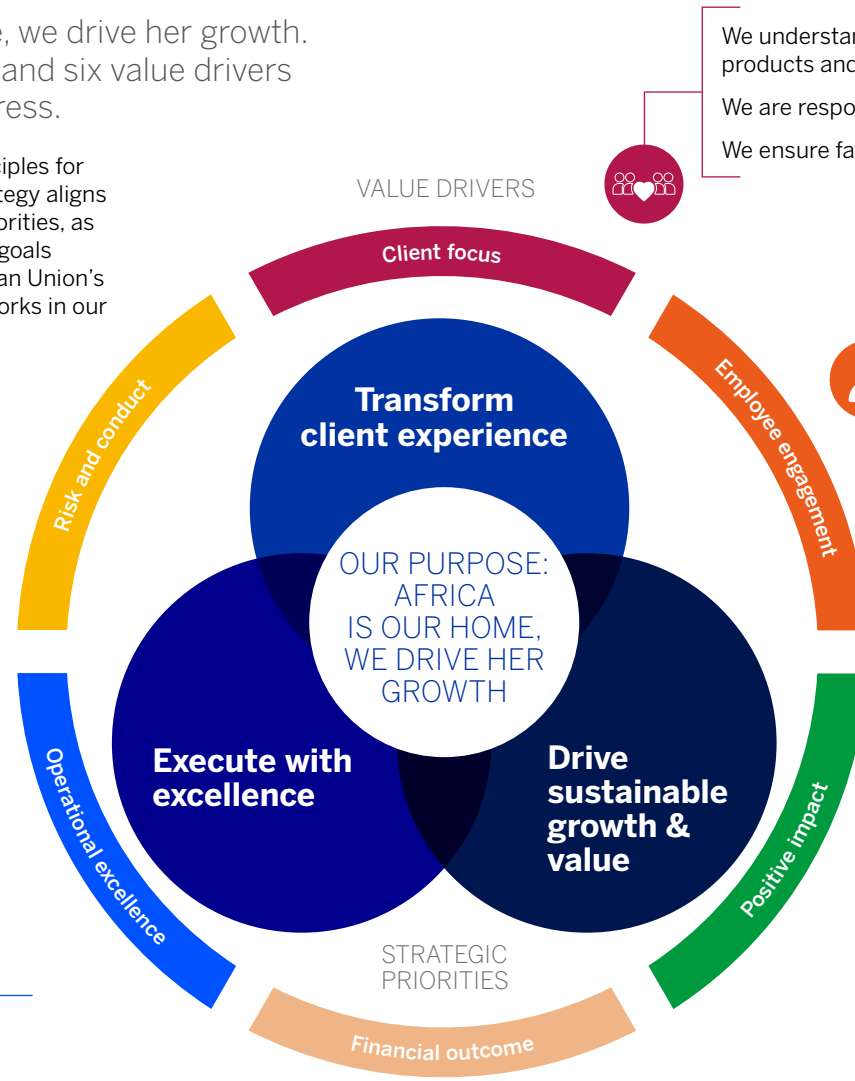 , we drive her growth.
and six value drivers
ress.
iples for
tegy aligns
orities, as
goals
an Union's
orks in our
We understan
products and
We are respo
We ensure fa
VALUE DRIVERS
Client focus
Risk and conduct
Employee engagement
Transform
client experience
OUR PURPOSE:
AFRICA
IS OUR HOME,
WE DRIVE HER
GROWTH
Execute with
excellence
Drive
sustainable
growth &
value
Operational excellence
Positive impact
STRATEGIC
PRIORITIES
Financial outcome